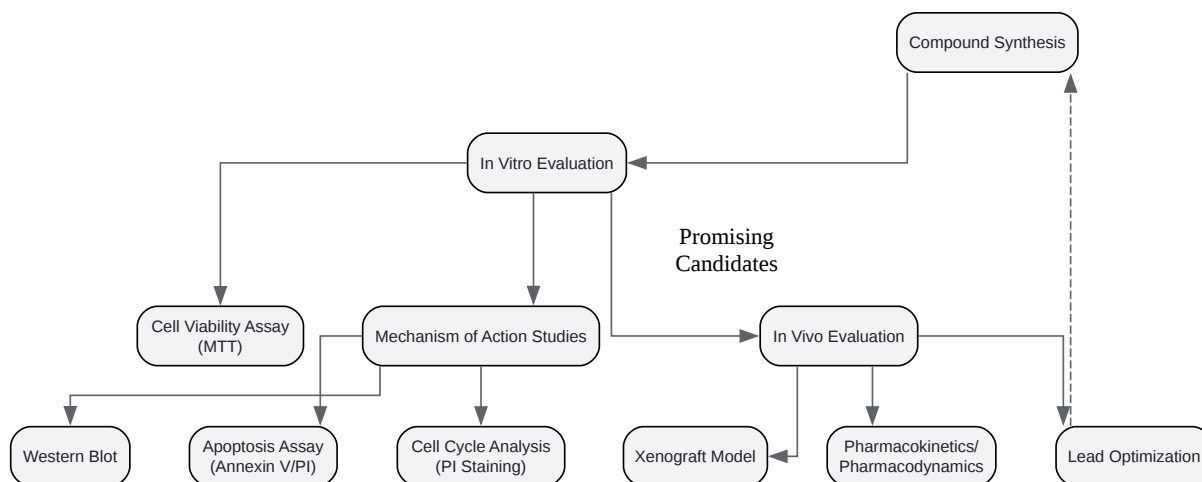 Compound Synthesis
In Vitro Evaluation
Promising
Candidates
Cell Viability Assay
(MTT)
Mechanism of Action Studies
In Vivo Evaluation
Western Blot
Apoptosis Assay
(Annexin V/PI)
Cell Cycle Analysis
(PI Staining)
Xenograft Model
Pharmacokinetics/
Pharmacodynamics
Lead Optimization